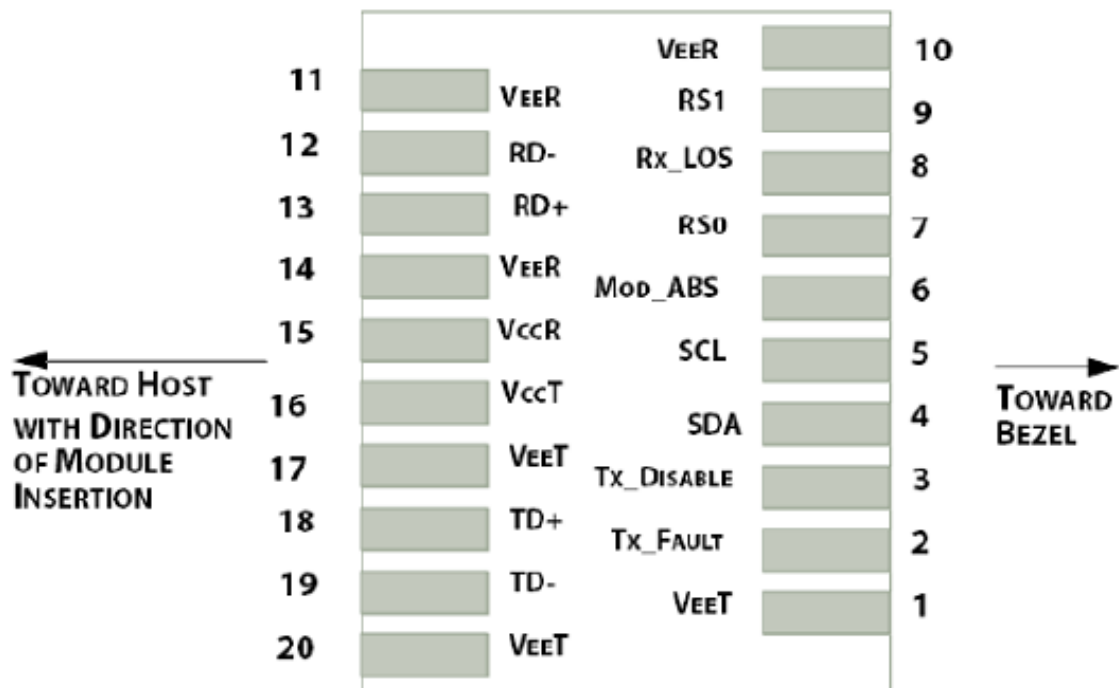 VEER 10
11 VEER
RS1 9
12 RD-
Rx_LOS 8
13 RD+
RS0 7
14 VEER
MOD_ABS 6
15 VccR
SCL 5
TOWARD HOST
WITH DIRECTION
OF MODULE
INSERTION
TOWARD
BEZEL
16 VccT
SDA 4
17 VEET
Tx_DISABLE 3
18 TD+
Tx_FAULT 2
19 TD-
VEET 1
20 VEET